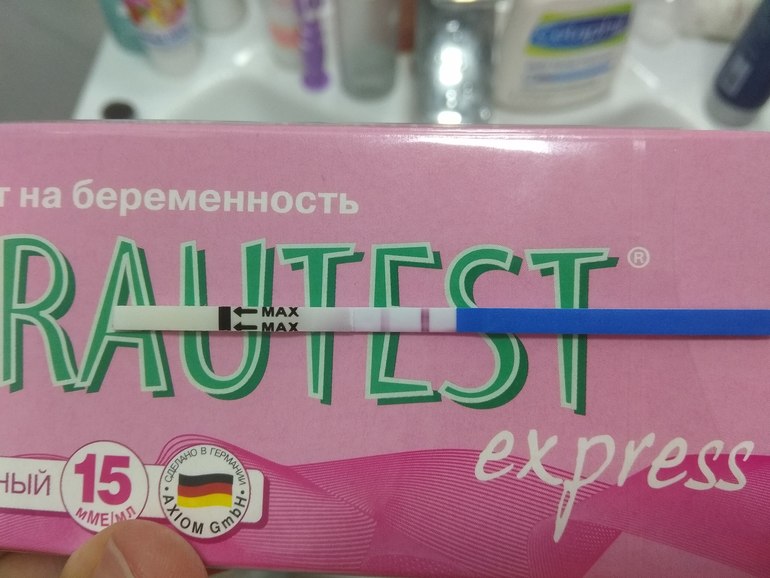 т на беременность
RAUTEST®
MAX
MAX
express
НЫЙ
15
мМЕ/мл
СДЕЛАНО В ГЕРМАНИИ
AXIOM GmbH